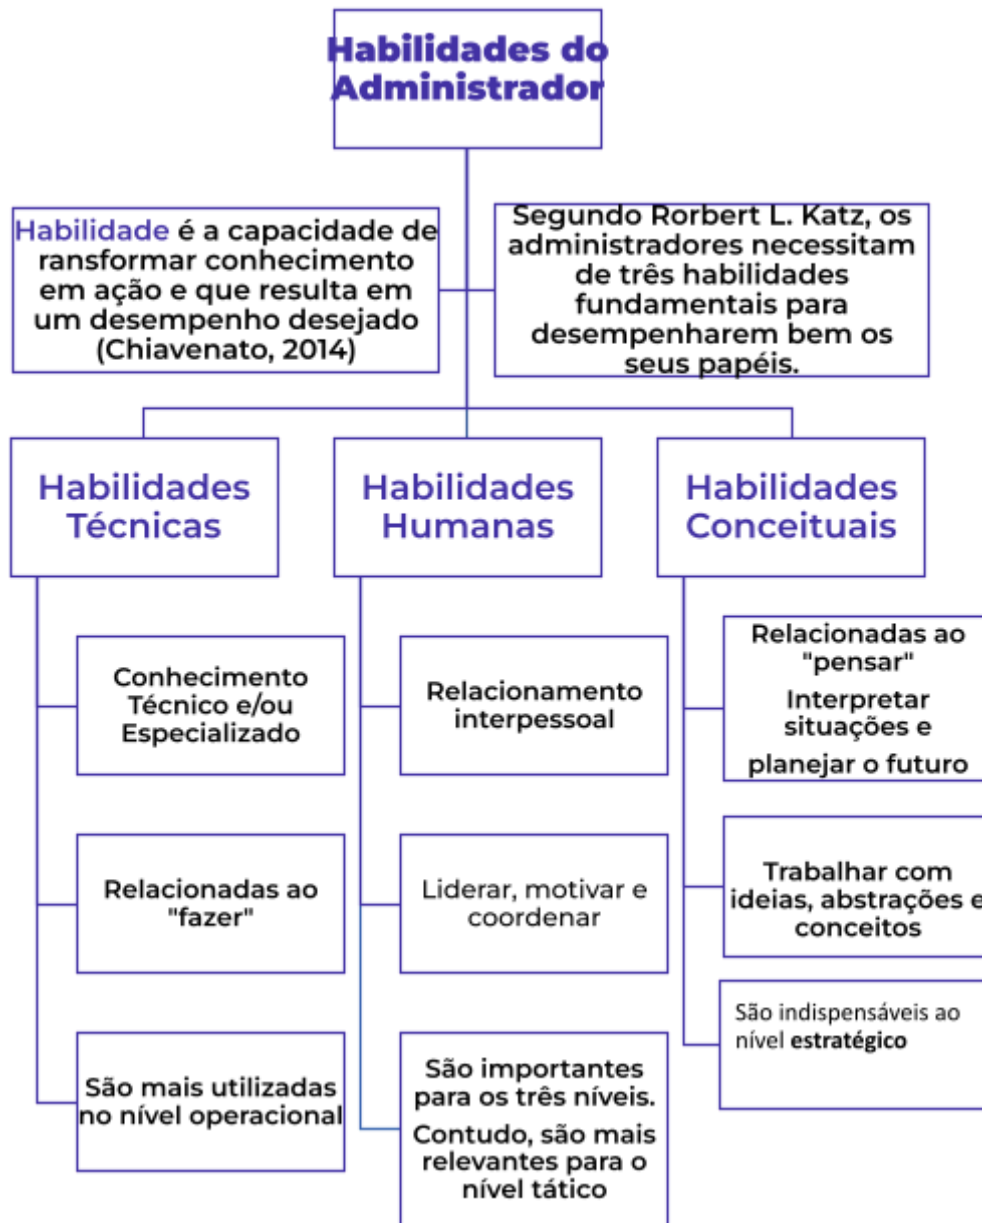 Habilidades do
Administrador
Habilidade é a capacidade de
ransformar conhecimento
em ação e que resulta em
um desempenho desejado
(Chiavenato, 2014)
Segundo Rorbert L. Katz, os
administradores necessitam
de três habilidades
fundamentais para
desempenharem bem os
seus papéis.
Habilidades
Técnicas
Conhecimento
Técnico e/ou
Especializado
Relacionadas ao
"fazer"
São mais utilizadas
no nível operacional
Habilidades
Humanas
Relacionamento
interpessoal
Liderar, motivar e
coordenar
São importantes
para os três níveis.
Contudo, são mais
relevantes para o
nível tático
Habilidades
Conceituais
Relacionadas ao
"pensar"
Interpretar
situações e
planejar o futuro
Trabalhar com
ideias, abstrações e
conceitos
São indispensáveis ao
nível estratégico